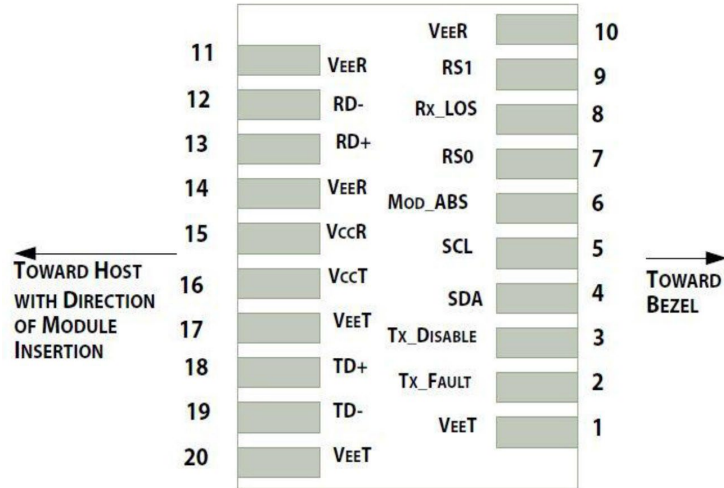 11 VEER
12 RD-
13 RD+
14 VEER
15 VCCR
16 VCCT
17 VEET
18 TD+
19 TD-
20 VEET
TOWARD HOST
WITH DIRECTION
OF MODULE
INSERTION
VEER 10
RS1 9
RX_LOS 8
RS0 7
MOD_ABS 6
SCL 5
SDA 4
TX_DISABLE 3
TX_FAULT 2
VEET 1
TOWARD
BEZEL